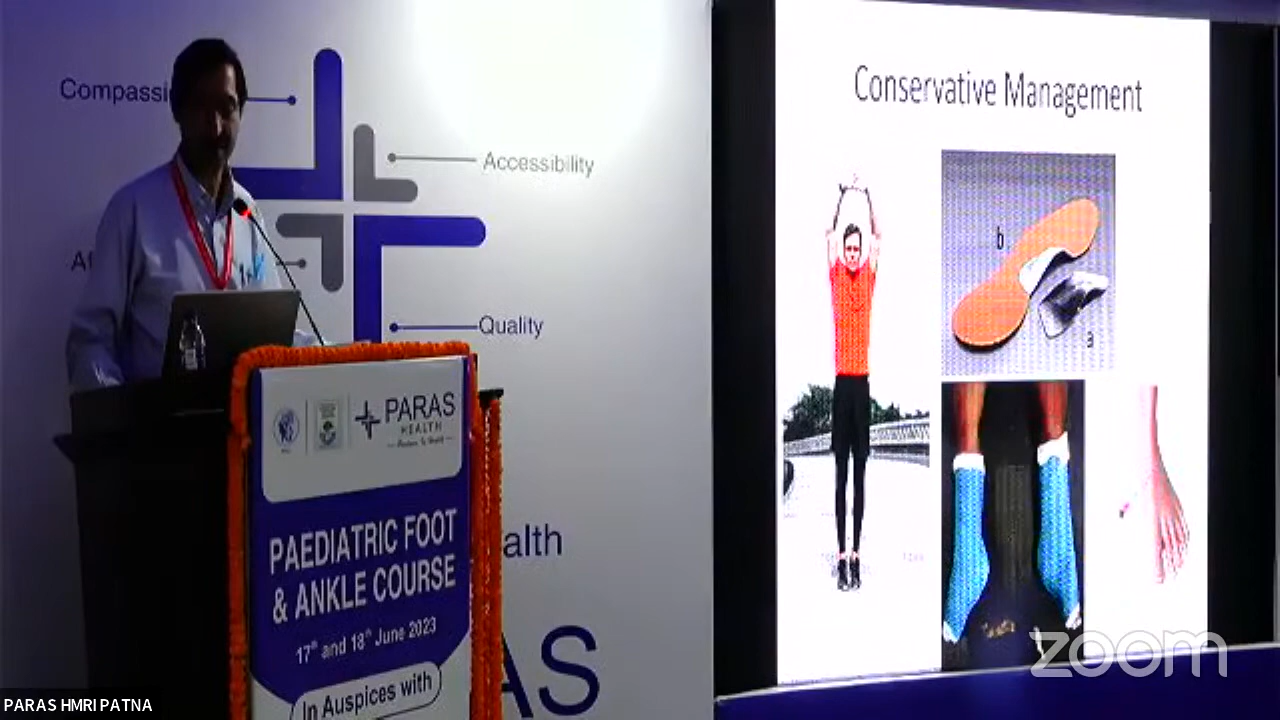 Compassi
Accessibility
Quality
alth
AS
PARAS
HEALTH
PAEDIATRIC FOOT
& ANKLE COURSE
17th and 18th June 2023
In Auspices with
Conservative Management
b
a
zoom
PARAS HMRI PATNA